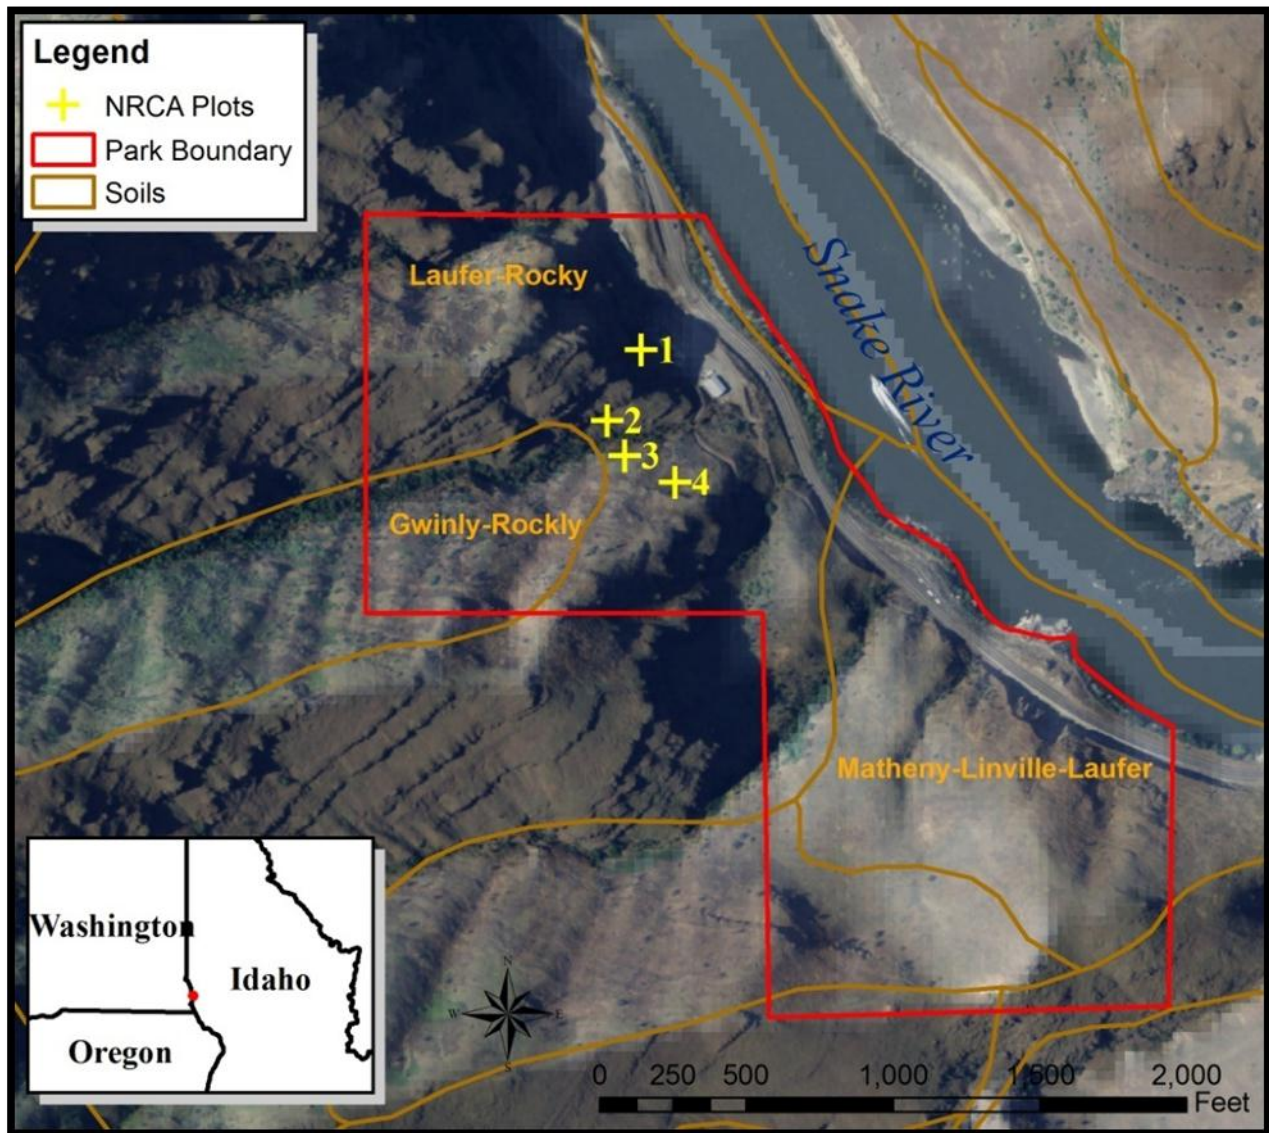 Legend
NRCA Plots
Park Boundary
Soils
Laufer-Rocky
1
2
3
4
Gwinly-Rockly
Snake River
Matheny-Linville-Laufer
Washington
Idaho
Oregon
N
W
E
S
0 250 500 1,000 1,500 2,000
Feet